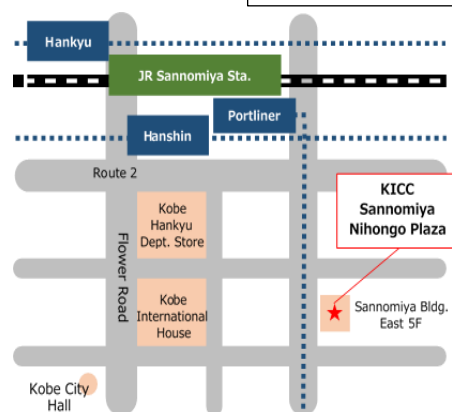 Hankyu
JR Sannomiya Sta.
Portliner
Hanshin
Route 2
KICC
Sannomiya
Nihongo Plaza
Kobe
Hankyu
Dept. Store
Flower Road
Kobe
International
House
Sannomiya Bldg.
East 5F
Kobe City
Hall